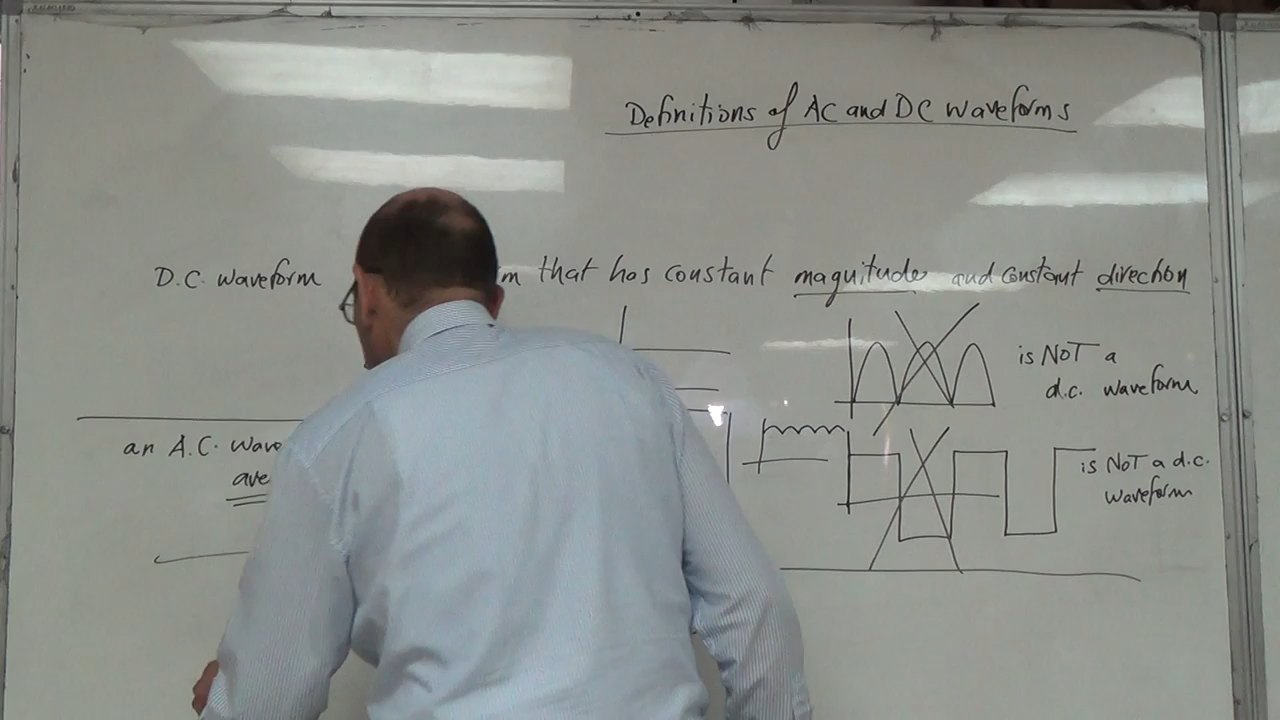 Definitions of AC and DC waveforms
D.C. waveform m that has constant magnitude and constant direction
is NOT a
d.c. waveform
an A.C. wave
ave
is NOT a d.c.
waveform